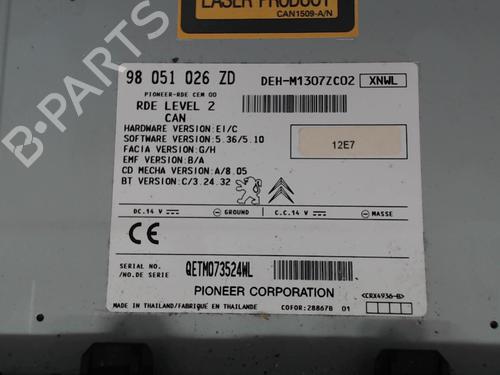 LASER PRODUCT
CAN1509-A/N
98 051 026 ZD
DEH-M1307ZC02 XNWL
PIONEER-RDE CEM 00
RDE LEVEL 2
CAN
HARDWARE VERSION:EI/C
SOFTWARE VERSION:5.36/5.10
FACIA VERSION:G/H
EMF VERSION:B/A
CD MECHA VERSION:A/8.05
BT VERSION:C/3.24.32
12E7
DC.14 V GROUND C.C.14 V MASSE
CE
SERIAL NO.
/NO.DE SERIE
QETM073524WL
PIONEER CORPORATION
<CRX4936-B>
MADE IN THAILAND/FABRIQUE EN THAILANDE
COFOR:28867B 01
B-PARTS